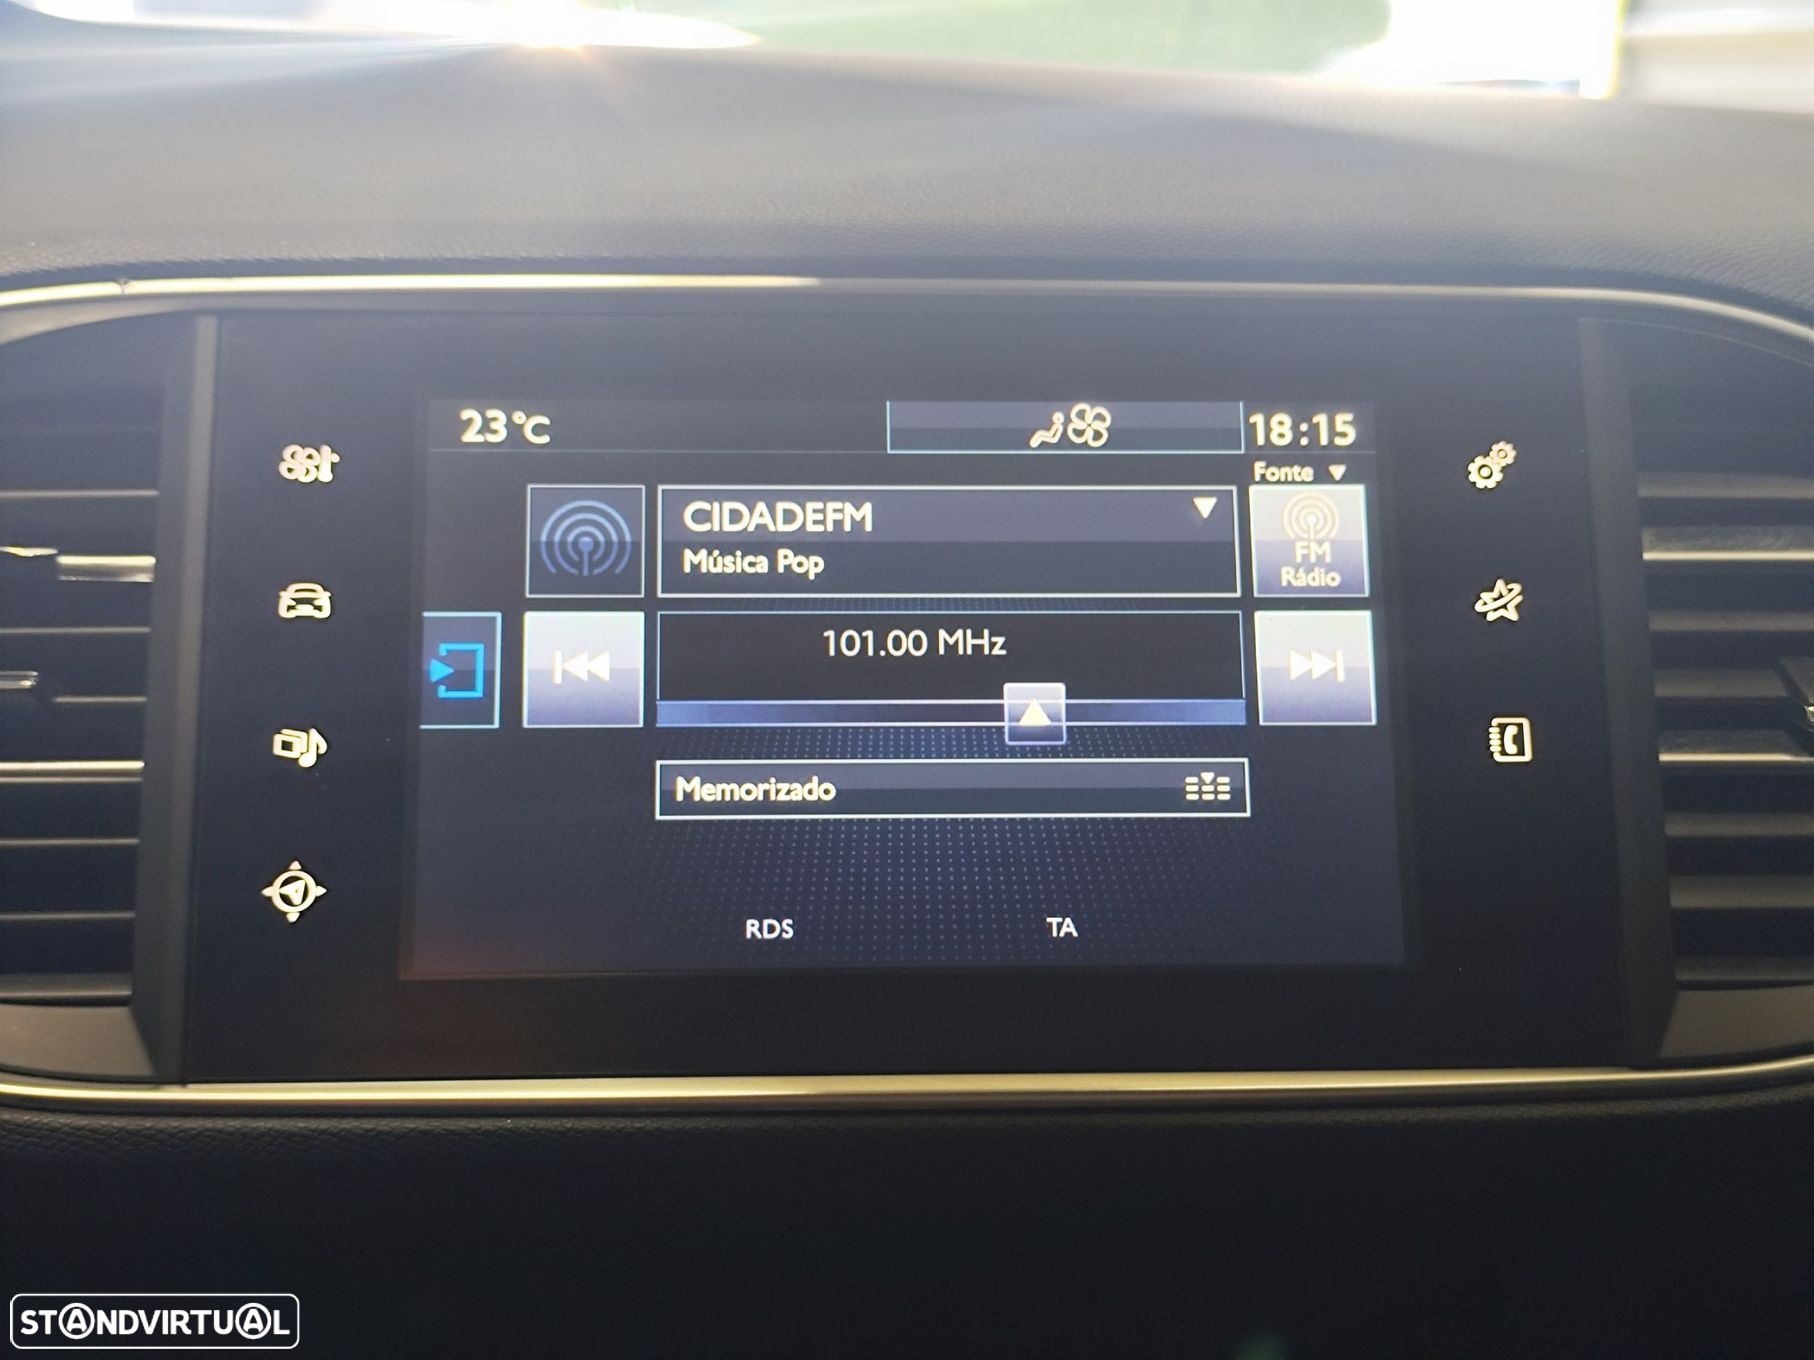 23°C
18:15
Fonte
CIDADEFM
Música Pop
FM
Rádio
101.00 MHz
Memorizado
RDS
TA
STANDVIRTUAL